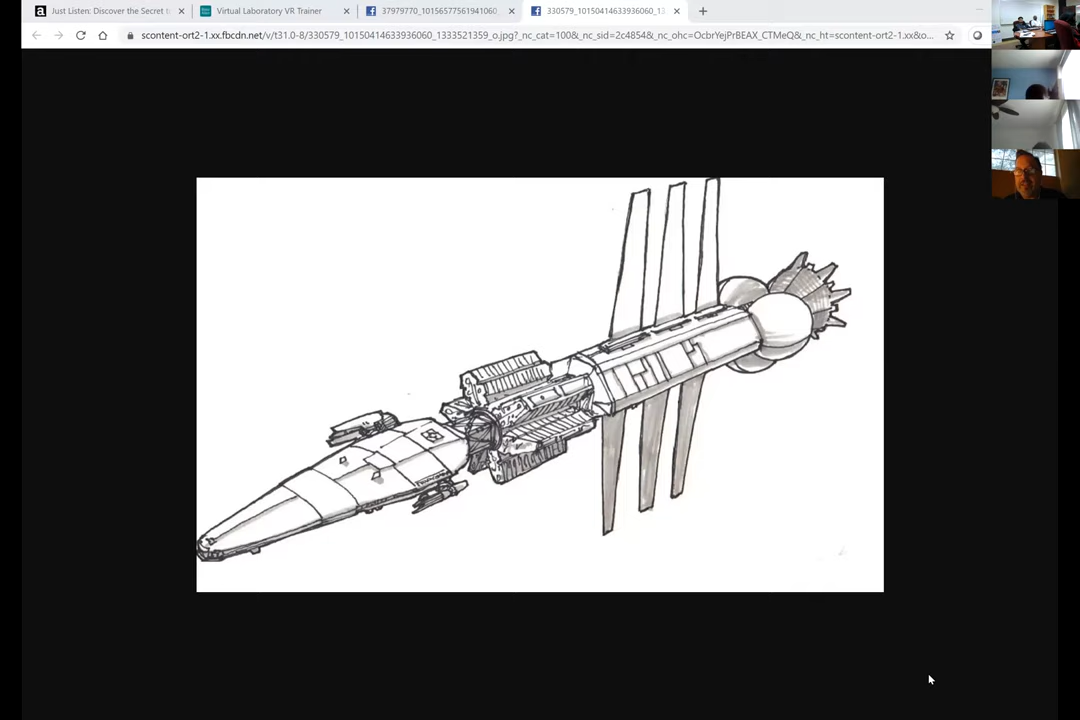 Just Listen: Discover the Secret t
Virtual Laboratory VR Trainer
37979770_10156577561941060_
330579_10150414633936060_13
scontent-ort2-1.xx.fbcdn.net/v/t31.0-8/330579_10150414633936060_1333521359_o.jpg?_nc_cat=100&_nc_sid=2c4854&_nc_ohc=OcbrYejPrBEAX_CTMeQ&_nc_ht=scontent-ort2-1.xx&o...